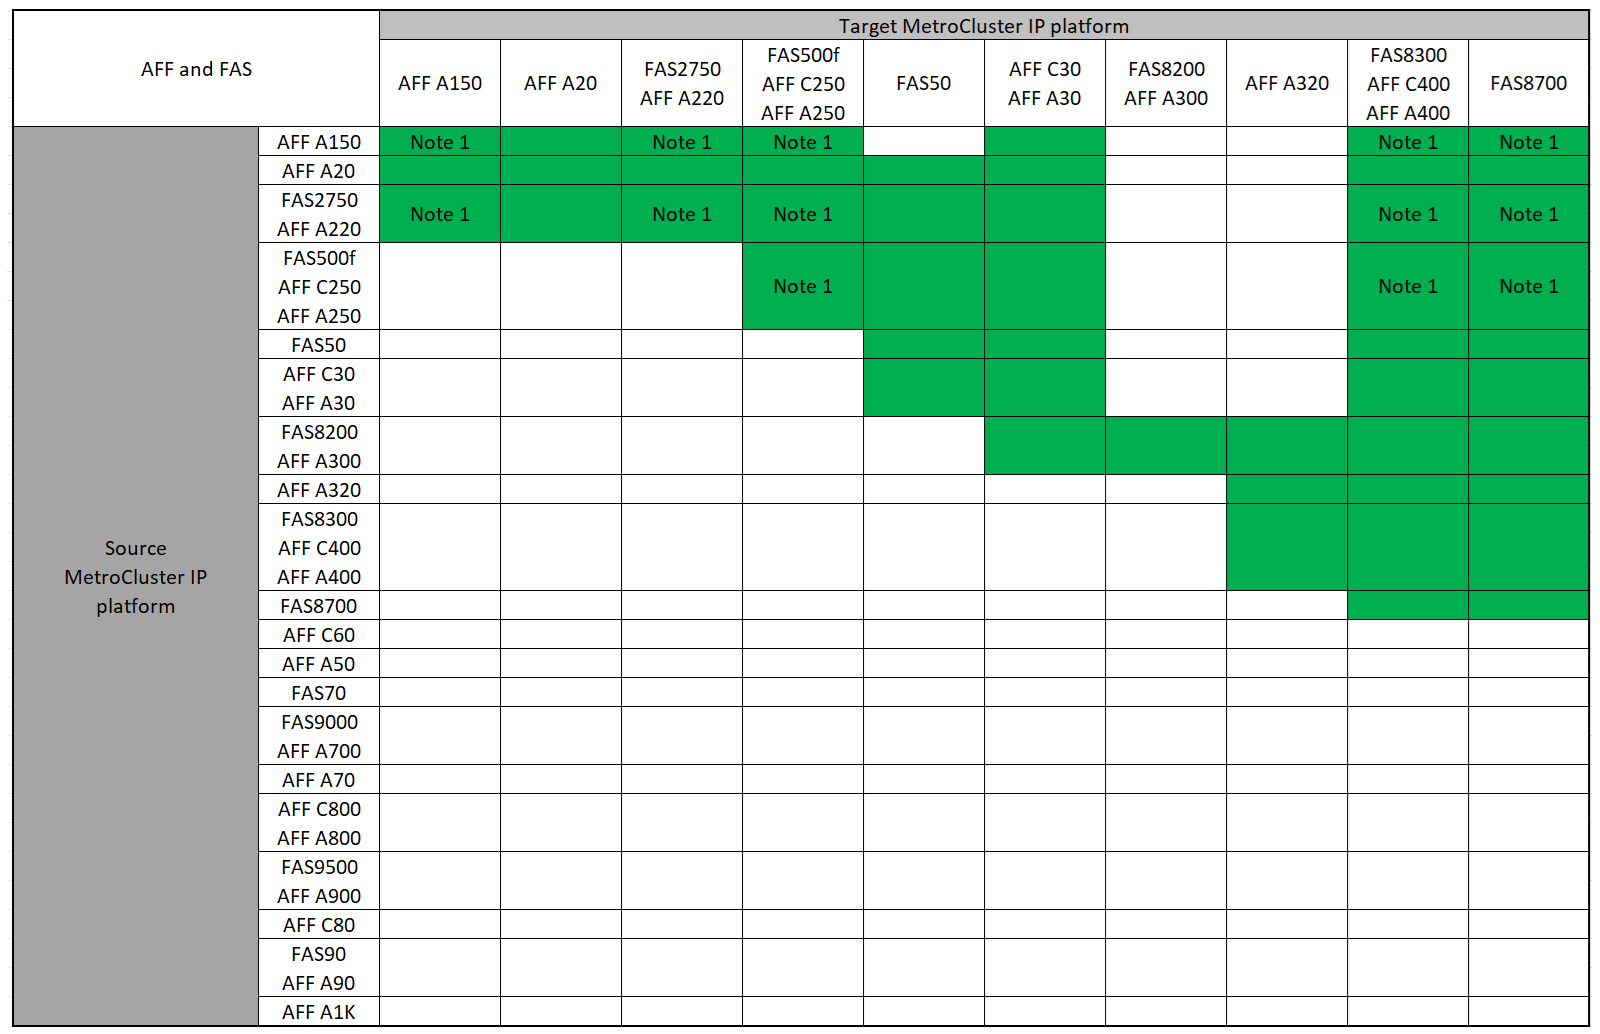 AFF and FAS
Target MetroCluster IP platform
AFF A150
AFF A20
FAS2750
AFF A220
FAS500f
AFF C250
AFF A250
FAS50
AFF C30
AFF A30
FAS8200
AFF A300
AFF A320
FAS8300
AFF C400
AFF A400
FAS8700
Source
MetroCluster IP
platform
AFF A150
Note 1
Note 1
Note 1
Note 1
Note 1
AFF A20
FAS2750
AFF A220
Note 1
Note 1
Note 1
Note 1
Note 1
FAS500f
AFF C250
AFF A250
Note 1
Note 1
Note 1
FAS50
AFF C30
AFF A30
FAS8200
AFF A300
AFF A320
FAS8300
AFF C400
AFF A400
FAS8700
AFF C60
AFF A50
FAS70
FAS9000
AFF A700
AFF A70
AFF C800
AFF A800
FAS9500
AFF A900
AFF C80
FAS90
AFF A90
AFF A1K